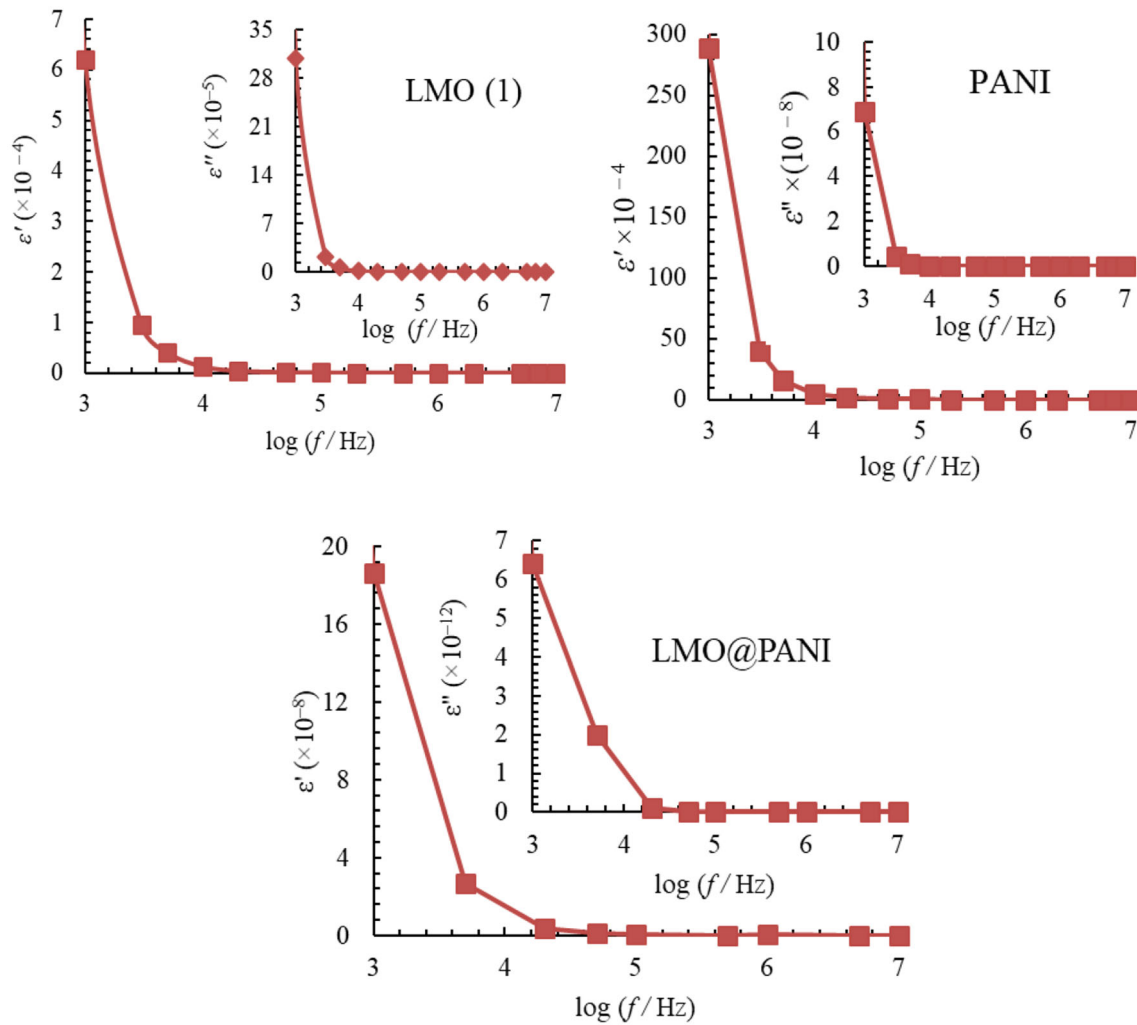 7
6
5
4
3
2
1
0
ε′ (×10 −4)
3 4 5 6 7
log (f / Hz)
LMO (1)
35
28
21
14
7
0
ε″ (×10−5)
3 4 5 6 7
log (f / Hz)
300
250
200
150
100
50
0
ε′ ×10 −4
3 4 5 6 7
log (f / Hz)
PANI
10
8
6
4
2
0
ε″ ×(10 −8)
3 4 5 6 7
log (f / Hz)
20
16
12
8
4
0
ε′ (×10−8)
3 4 5 6 7
log (f / Hz)
LMO@PANI
7
6
5
4
3
2
1
0
ε″ (×10−12)
3 4 5 6 7
log (f / Hz)